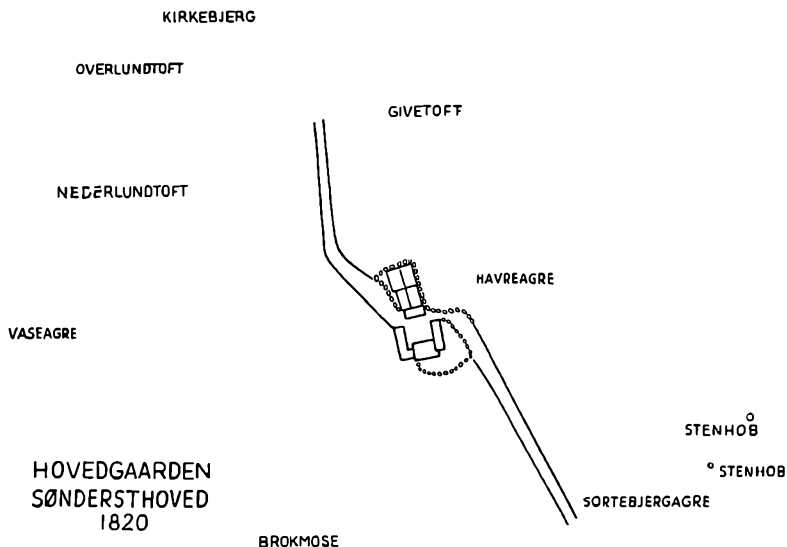 KIRKEBJERG
OVERLUNDTOFT
GIVETOFT
NEDERLUNDTOFT
HAVREAGRE
VASEAGRE
STENHOB
STENHOB
HOVEDGAARDEN
SØNDERSTHOVED
1820
SORTEBJERGAGRE
BROKMOSE